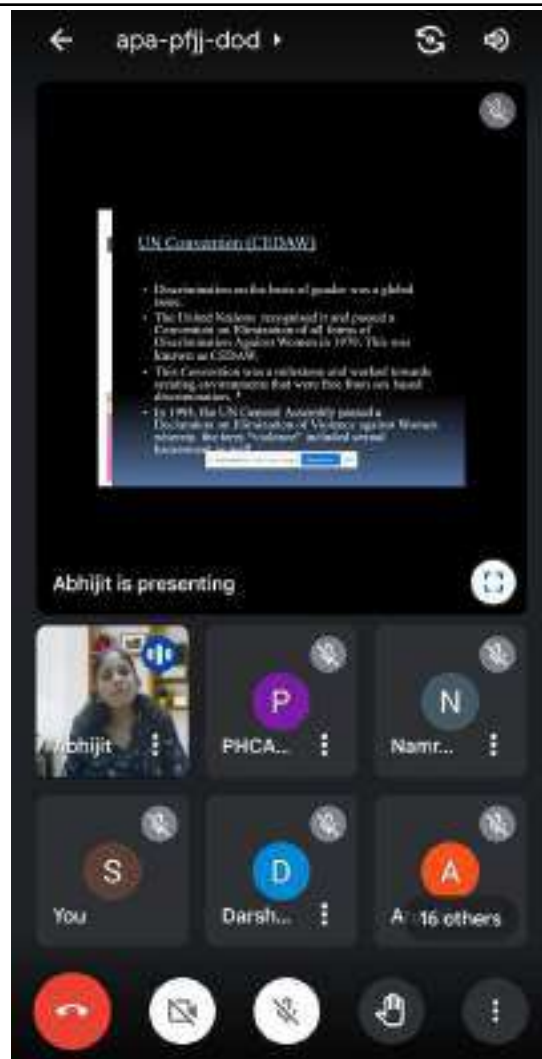 apa-pfjj-dod
UN Convention (CEDAW)
• Discrimination on the basis of gender was a global
issue.
• The United Nations recognised it and passed a
Convention on Elimination of all forms of
Discrimination Against Women in 1979. This was
known as CEDAW.
• This Convention was a milestone and worked towards
creating environments that were free from sex based
discrimination.
• In 1993, the UN General Assembly passed a
Declaration on Elimination of Violence against Women
wherein, the term "violence" included sexual
Abhijit is presenting
Abhijit
P
PHCA...
N
Namr...
S
You
D
Darsh...
A
16 others